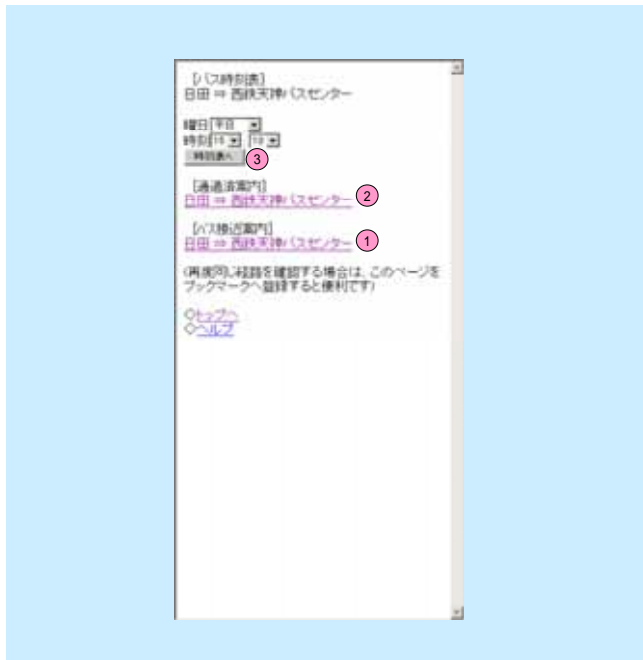 [バス時刻表]
日田 ⇒ 西鉄天神バスセンター
曜日 平日
時刻 15 10
時刻表へ 3
[通過済案内]
日田 ⇒ 西鉄天神バスセンター 2
[バス接近案内]
日田 ⇒ 西鉄天神バスセンター 1
(再度同じ経路を確認する場合は、このページを
ブックマークへ登録すると便利です)
◇トップへ
◇ヘルプ